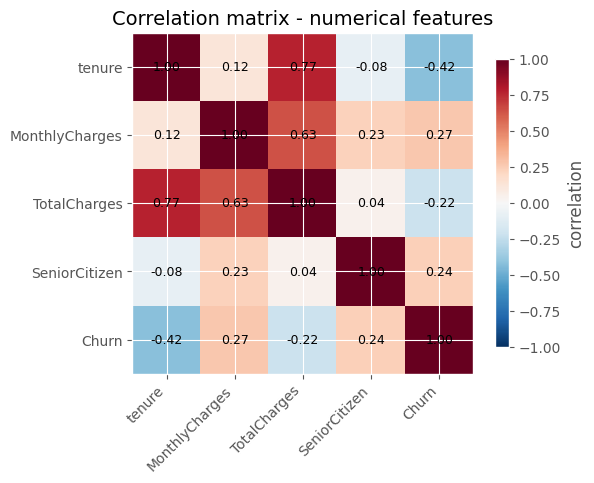 Correlation matrix - numerical features
tenure 1.00 0.12 0.77 -0.08 -0.42
MonthlyCharges 0.12 1.00 0.63 0.23 0.27
TotalCharges 0.77 0.63 1.00 0.04 -0.22
SeniorCitizen -0.08 0.23 0.04 1.00 0.24
Churn -0.42 0.27 -0.22 0.24 1.00
tenure MonthlyCharges TotalCharges SeniorCitizen Churn
1.00
0.75
0.50
0.25
0.00
−0.25
−0.50
−0.75
−1.00
correlation